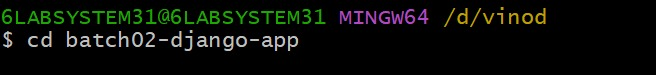 6LABSYSTEM31@6LABSYSTEM31 MINGW64 /d/vinod
$ cd batch02-django-app